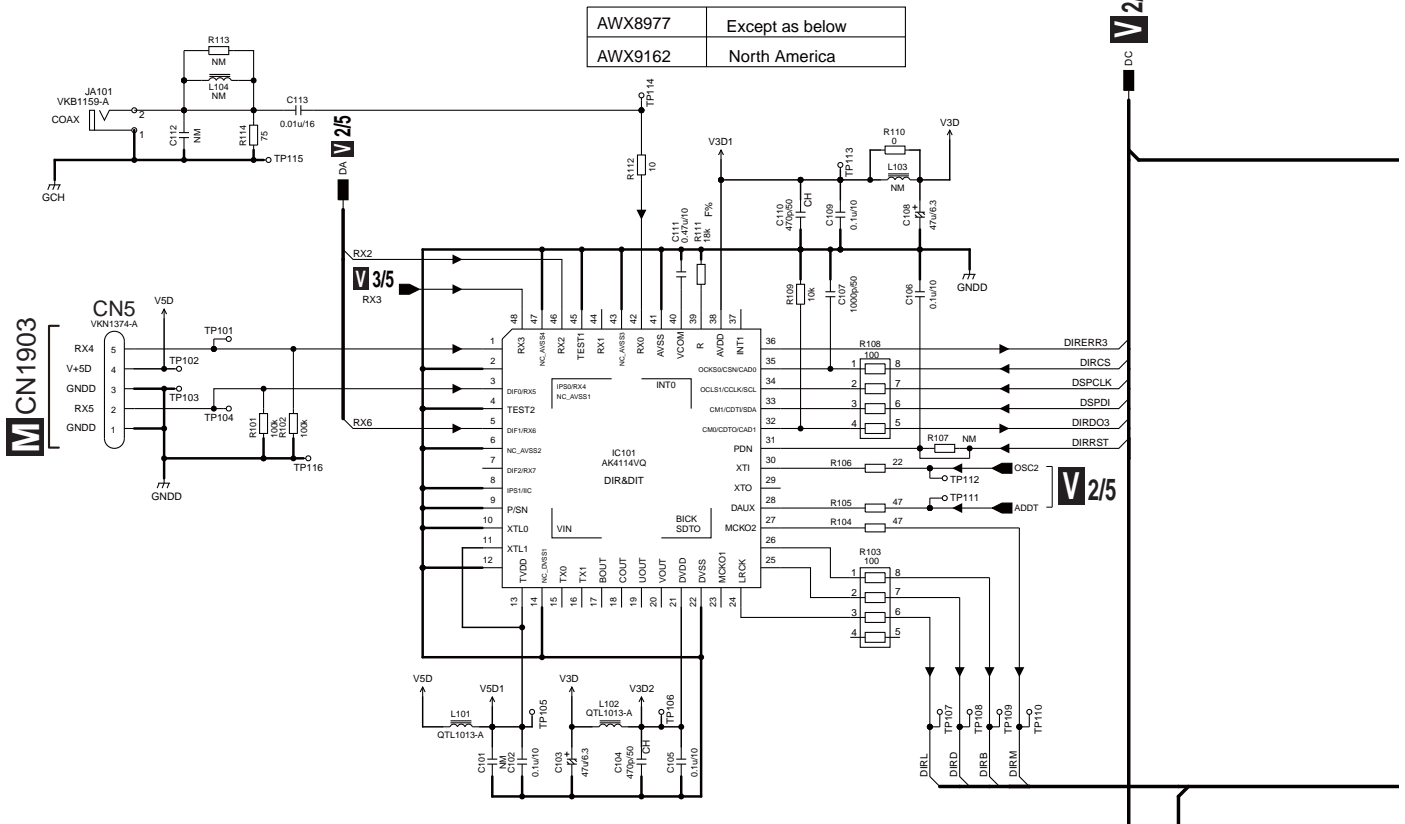 AWX8977 Except as below
AWX9162 North America
V 2/
DC
R113
NM
L104
NM
JA101
VKB1159-A
COAX
2
1
C112
NM
R114
75
C113
0.01u/16
TP115
GCH
V 2/5
DA
TP114
R112
10
V3D1
C111
0.47u/10
R111
18k
F%
C110
470p/50
CH
TP113
C109
0.1u/10
R110
0
L103
NM
V3D
C108
+
47u/6.3
GNDD
R109
10k
C107
1000p/50
C106
0.1u/10
RX2
V 3/5
RX3
M CN1903
CN5
VKN1374-A
V5D
RX4 5
V+5D 4
GNDD 3
RX5 2
GNDD 1
TP101
TP102
TP103
TP104
R101
100k
R102
100k
TP116
GNDD
RX6
48 47 46 45 44 43 42 41 40 39 38 37
RX3
NC_AVSS4
RX2
TEST1
RX1
NC_AVSS3
RX0
AVSS
VCOM
R
AVDD
INT1
1
2
3 DIF0/RX5
4 TEST2
5 DIF1/RX6
6 NC_AVSS2
7 DIF2/RX7
8 IPS1/IIC
9 P/SN
10 XTL0
11 XTL1
12
IPS0/RX4
NC_AVSS1
INT0
IC101
AK4114VQ
DIR&DIT
VIN
BICK
SDTO
36
OCKS0/CSN/CAD0 35
OCLS1/CCLK/SCL 34
CM1/CDTI/SDA 33
CM0/CDTO/CAD1 32
PDN 31
XTI 30
XTO 29
DAUX 28
MCKO2 27
26
25
TVDD
NC_DVSS1
TX0
TX1
BOUT
COUT
UOUT
VOUT
DVDD
DVSS
MCKO1
LRCK
13 14 15 16 17 18 19 20 21 22 23 24
R108
100
1 8
2 7
3 6
4 5
DIRERR3
DIRCS
DSPCLK
DSPDI
DIRDO3
DIRRST
R107 NM
R106 22
OSC2
TP112
TP111
R105 47
ADDT
V 2/5
R104 47
R103
100
1 8
2 7
3 6
4 5
V5D
L101
QTL1013-A
V5D1
TP105
C101
NM
C102
0.1u/10
V3D
L102
QTL1013-A
V3D2
TP106
C103
+
47u/6.3
C104
470p/50
CH
C105
0.1u/10
TP107
TP108
TP109
TP110
DIRL
DIRD
DIRB
DIRM